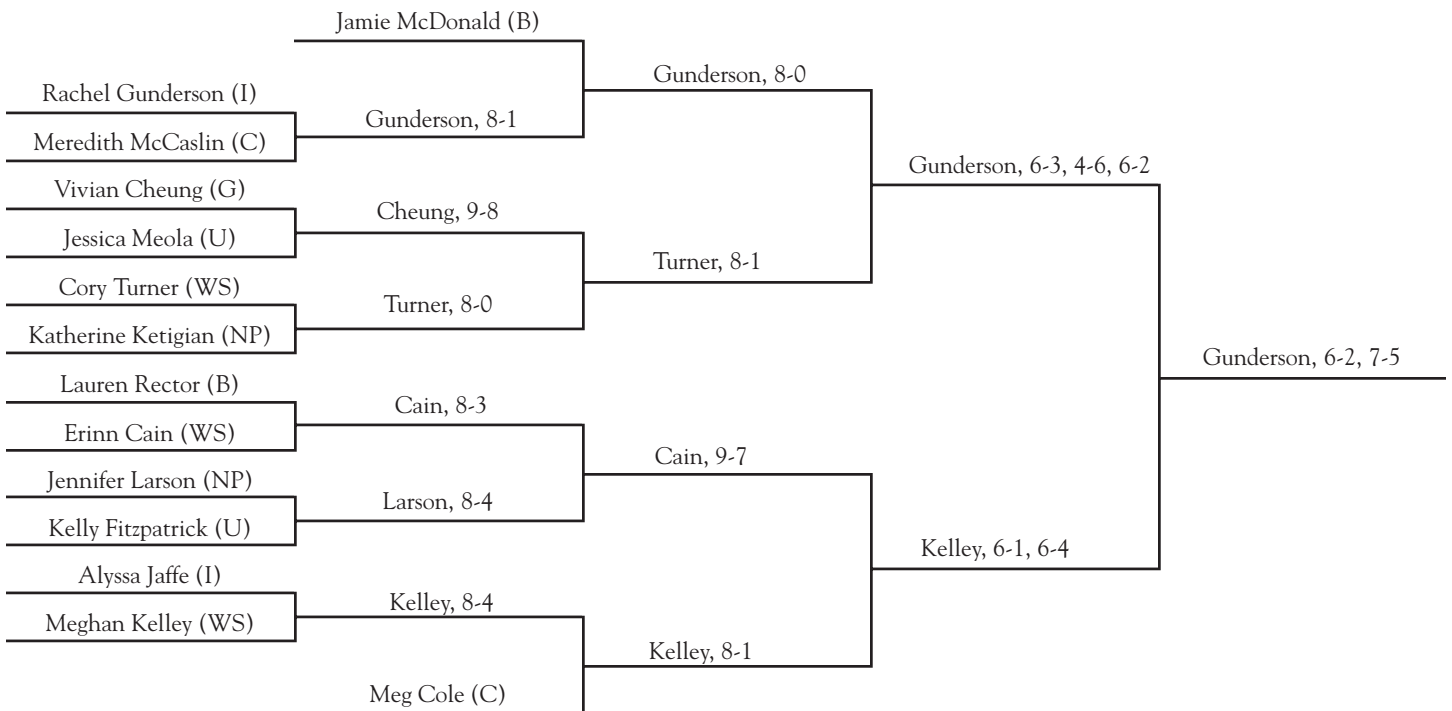 Jamie McDonald (B)
Rachel Gunderson (I)
Meredith McCaslin (C)
Vivian Cheung (G)
Jessica Meola (U)
Cory Turner (WS)
Katherine Ketigian (NP)
Lauren Rector (B)
Erinn Cain (WS)
Jennifer Larson (NP)
Kelly Fitzpatrick (U)
Alyssa Jaffe (I)
Meghan Kelley (WS)
Meg Cole (C)
Gunderson, 8-1
Cheung, 9-8
Turner, 8-0
Cain, 8-3
Larson, 8-4
Kelley, 8-4
Gunderson, 8-0
Turner, 8-1
Cain, 9-7
Kelley, 8-1
Gunderson, 6-3, 4-6, 6-2
Kelley, 6-1, 6-4
Gunderson, 6-2, 7-5